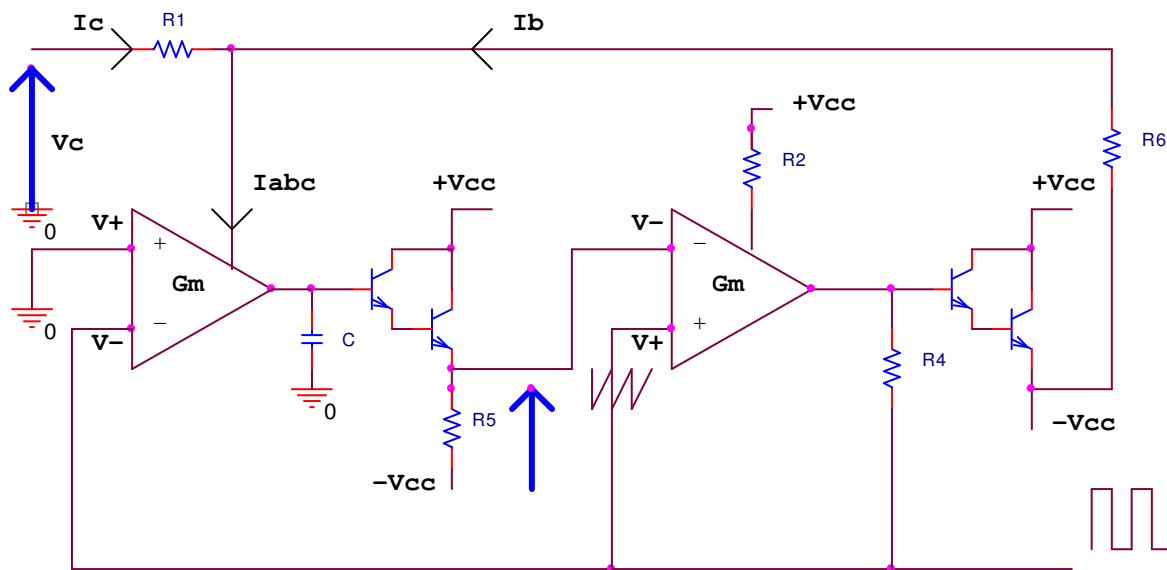 Ic
R1
Ib
Vc
Iabc
+Vcc
+Vcc
R2
R6
+Vcc
0
V+
+
Gm
−
V-
0
C
0
R5
-Vcc
V-
−
Gm
+
V+
R4
-Vcc